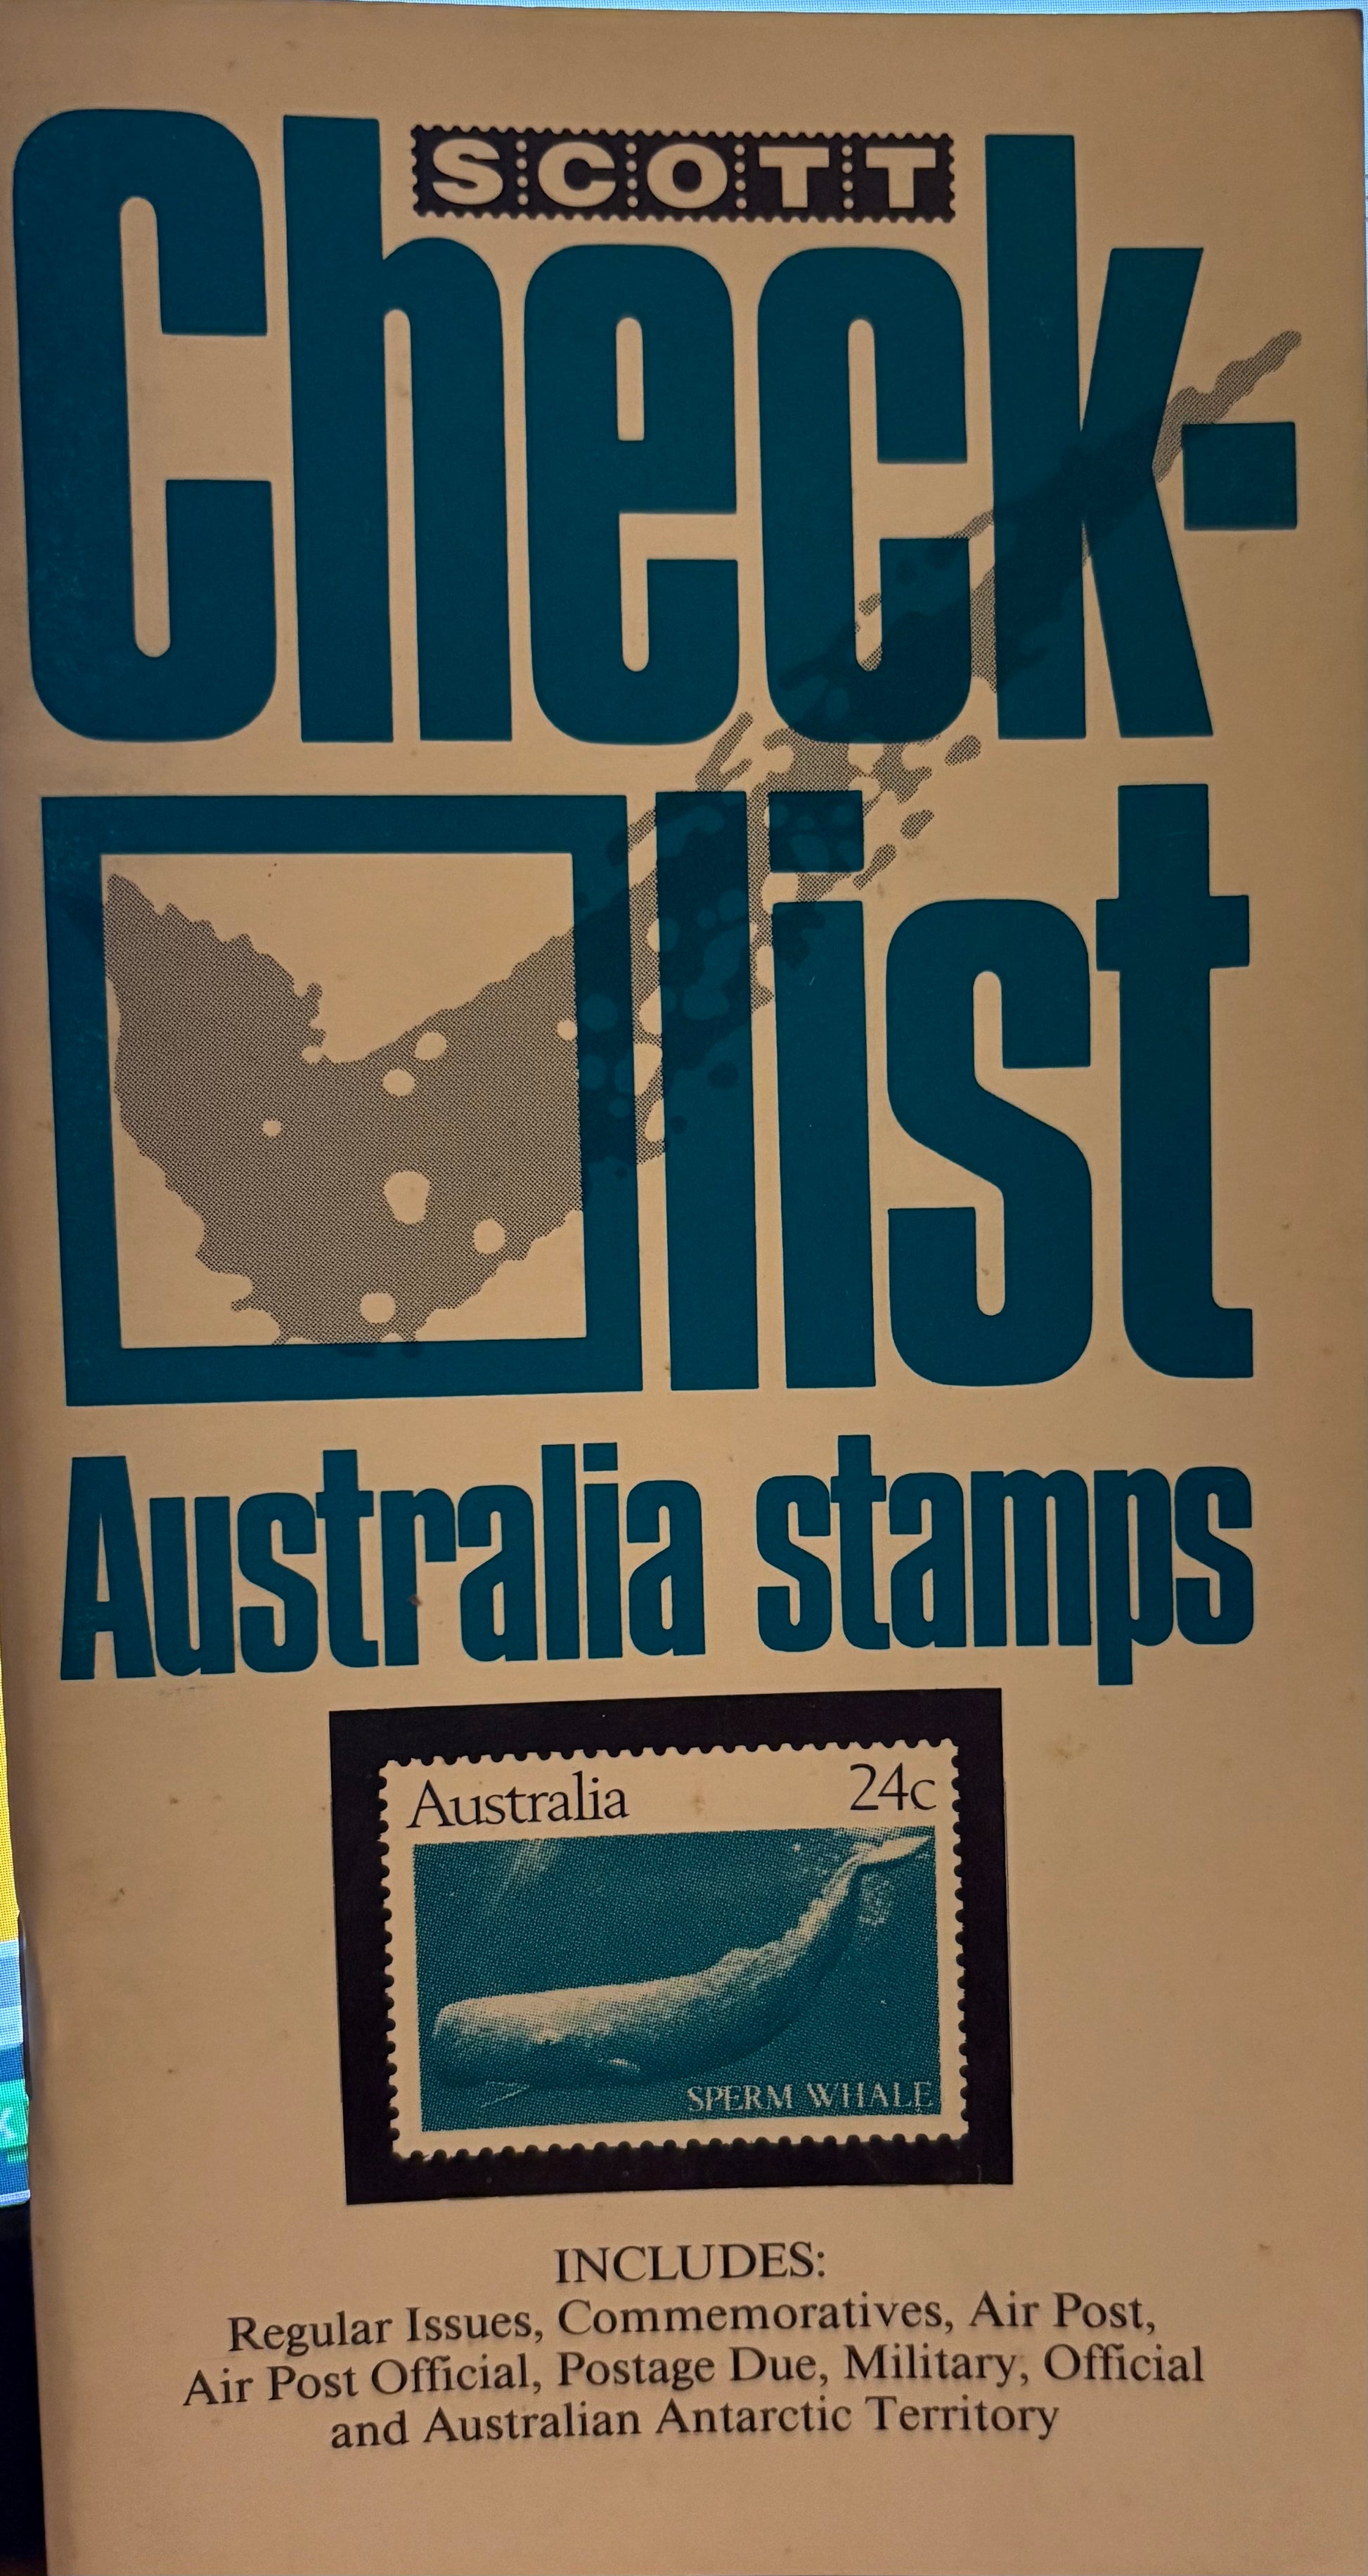 SCOTT
Check-
list
Australia stamps
Australia 24c
SPERM WHALE
INCLUDES:
Regular Issues, Commemoratives, Air Post,
Air Post Official, Postage Due, Military, Official
and Australian Antarctic Territory